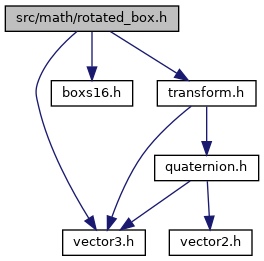 src/math/rotated_box.h
boxs16.h
transform.h
quaternion.h
vector3.h
vector2.h